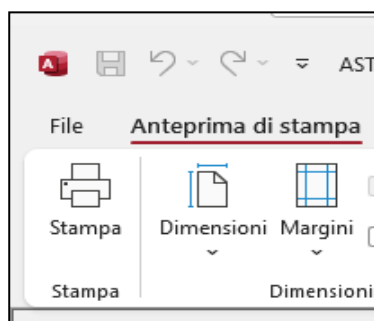 A
AST
File Anteprima di stampa
Stampa Dimensioni Margini
Stampa Dimensioni